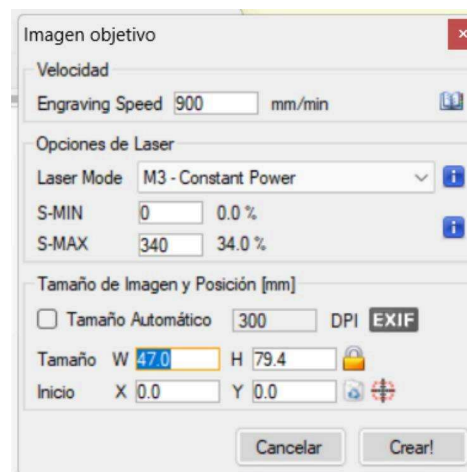 Imagen objetivo
Velocidad
Engraving Speed 900 mm/min
Opciones de Laser
Laser Mode M3 - Constant Power
S-MIN 0 0.0 %
S-MAX 340 34.0 %
Tamaño de Imagen y Posición [mm]
Tamaño Automático 300 DPI EXIF
Tamaño W 47.0 H 79.4
Inicio X 0.0 Y 0.0
Cancelar Crear!